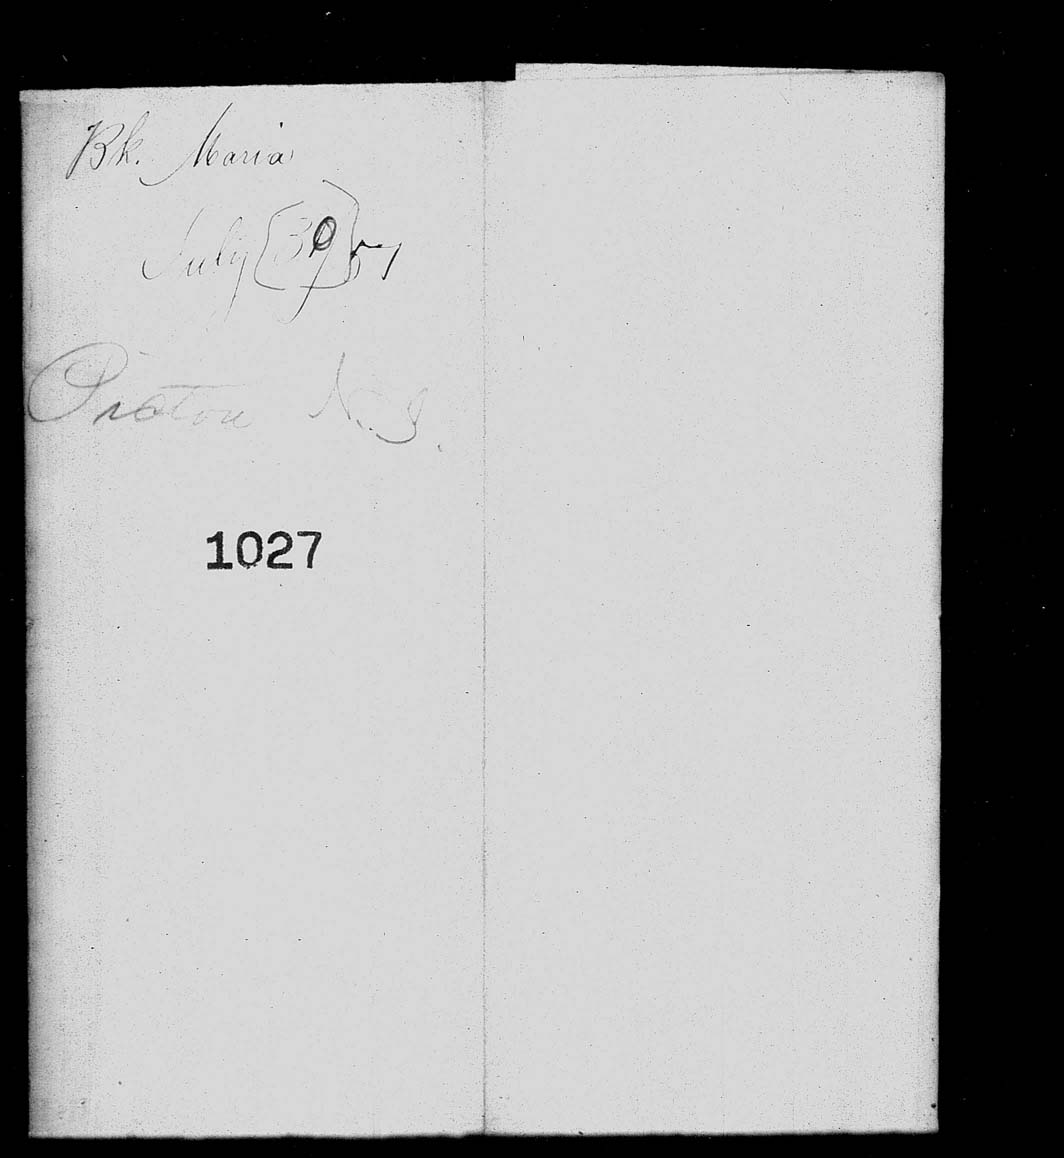 Bk. Maria
July (30) 57
Pictou N.S.
1027